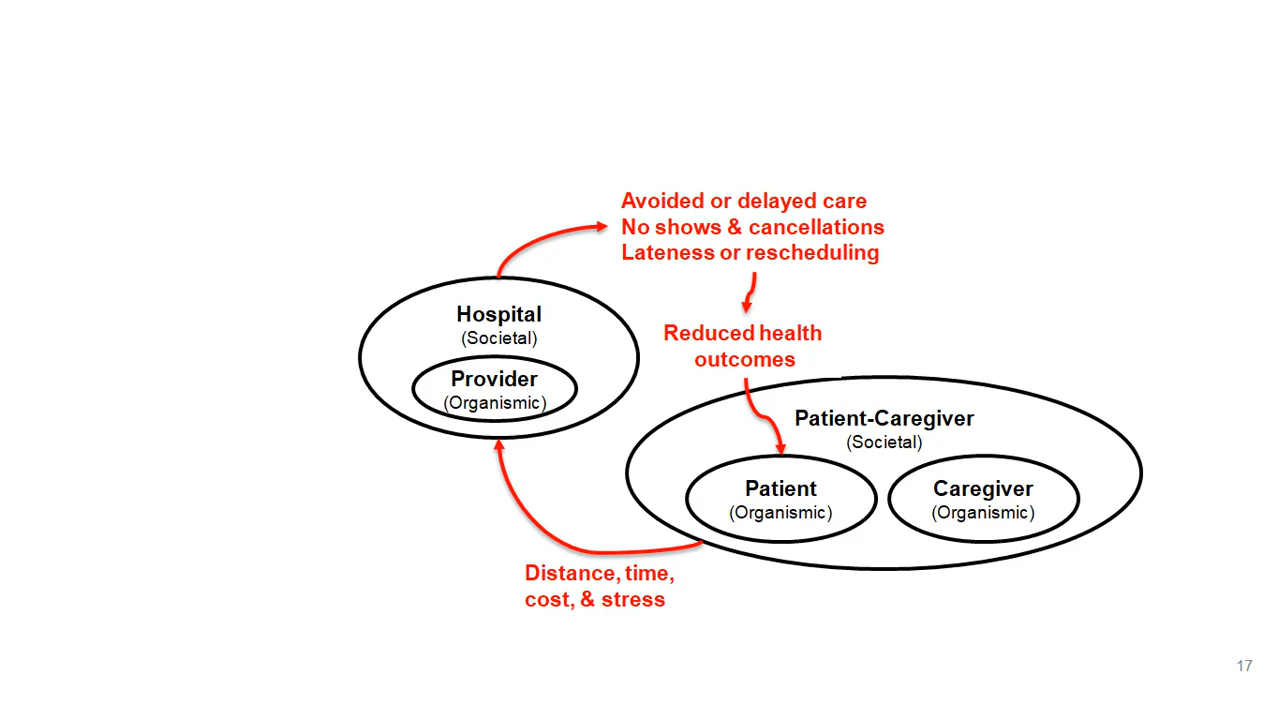 Avoided or delayed care
No shows & cancellations
Lateness or rescheduling
Hospital
(Societal)
Provider
(Organismic)
Reduced health
outcomes
Patient-Caregiver
(Societal)
Patient
(Organismic)
Caregiver
(Organismic)
Distance, time,
cost, & stress
17